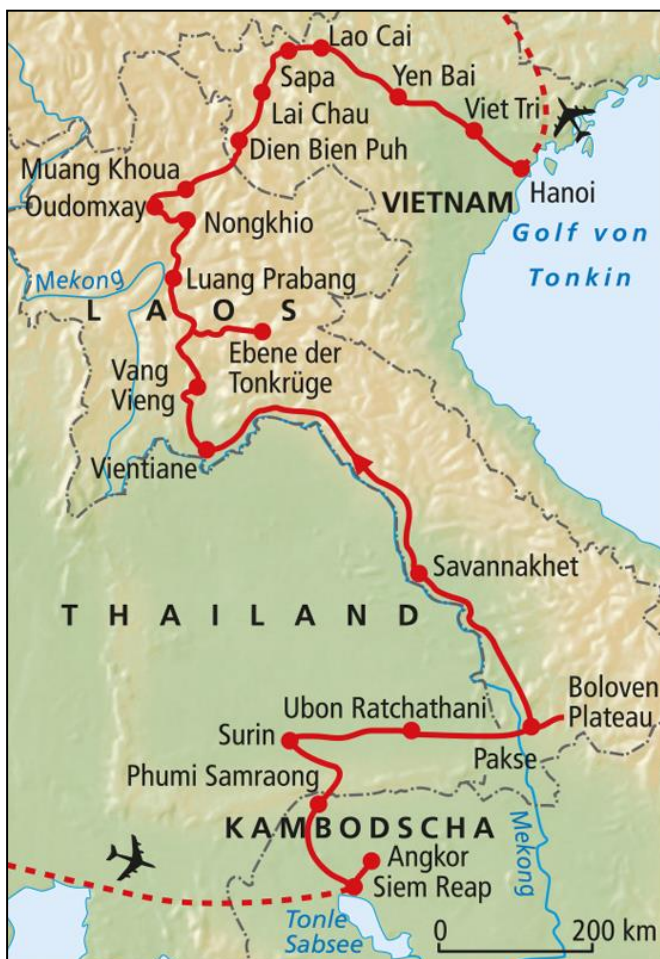 Lao Cai
Sapa
Yen Bai
Lai Chau
Viet Tri
Dien Bien Puh
Muang Khoua
Oudomxay
VIETNAM
Hanoi
Nongkhio
Golf von
Tonkin
Mekong
Luang Prabang
LAOS
Ebene der
Tonkrüge
Vang
Vieng
Vientiane
Savannakhet
THAILAND
Boloven
Plateau
Ubon Ratchathani
Surin
Pakse
Phumi Samraong
KAMBODSCHA
Mekong
Angkor
Siem Reap
Tonle
Sabsee
0 200 km